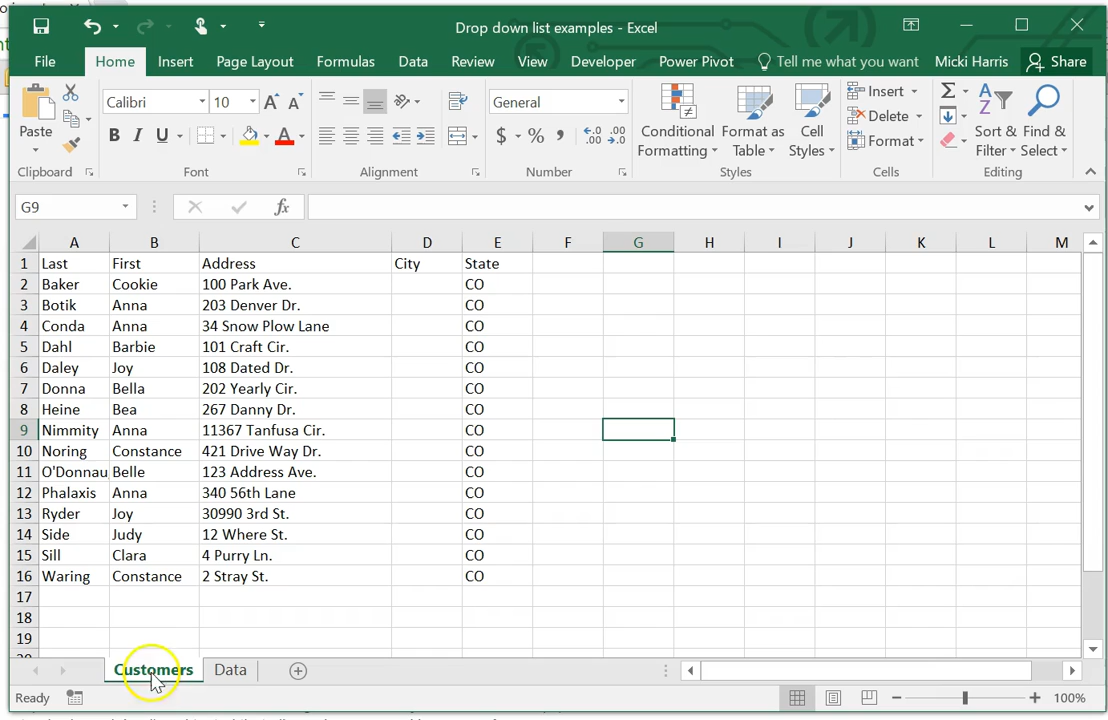 Drop down list examples - Excel
File Home Insert Page Layout Formulas Data Review View Developer Power Pivot Tell me what you want Micki Harris Share
Calibri 10 General
Paste
Conditional Formatting
Format as Table
Cell Styles
Insert
Delete
Format
Sort & Filter
Find & Select
Clipboard Font Alignment Number Styles Cells Editing
G9 fx
A B C D E F G H I J K L M
1 Last First Address City State
2 Baker Cookie 100 Park Ave. CO
3 Botik Anna 203 Denver Dr. CO
4 Conda Anna 34 Snow Plow Lane CO
5 Dahl Barbie 101 Craft Cir. CO
6 Daley Joy 108 Dated Dr. CO
7 Donna Bella 202 Yearly Cir. CO
8 Heine Bea 267 Danny Dr. CO
9 Nimmity Anna 11367 Tanfusa Cir. CO
10 Noring Constance 421 Drive Way Dr. CO
11 O'Donnau Belle 123 Address Ave. CO
12 Phalaxis Anna 340 56th Lane CO
13 Ryder Joy 30990 3rd St. CO
14 Side Judy 12 Where St. CO
15 Sill Clara 4 Purry Ln. CO
16 Waring Constance 2 Stray St. CO
17
18
19
Customers Data
Ready 100%